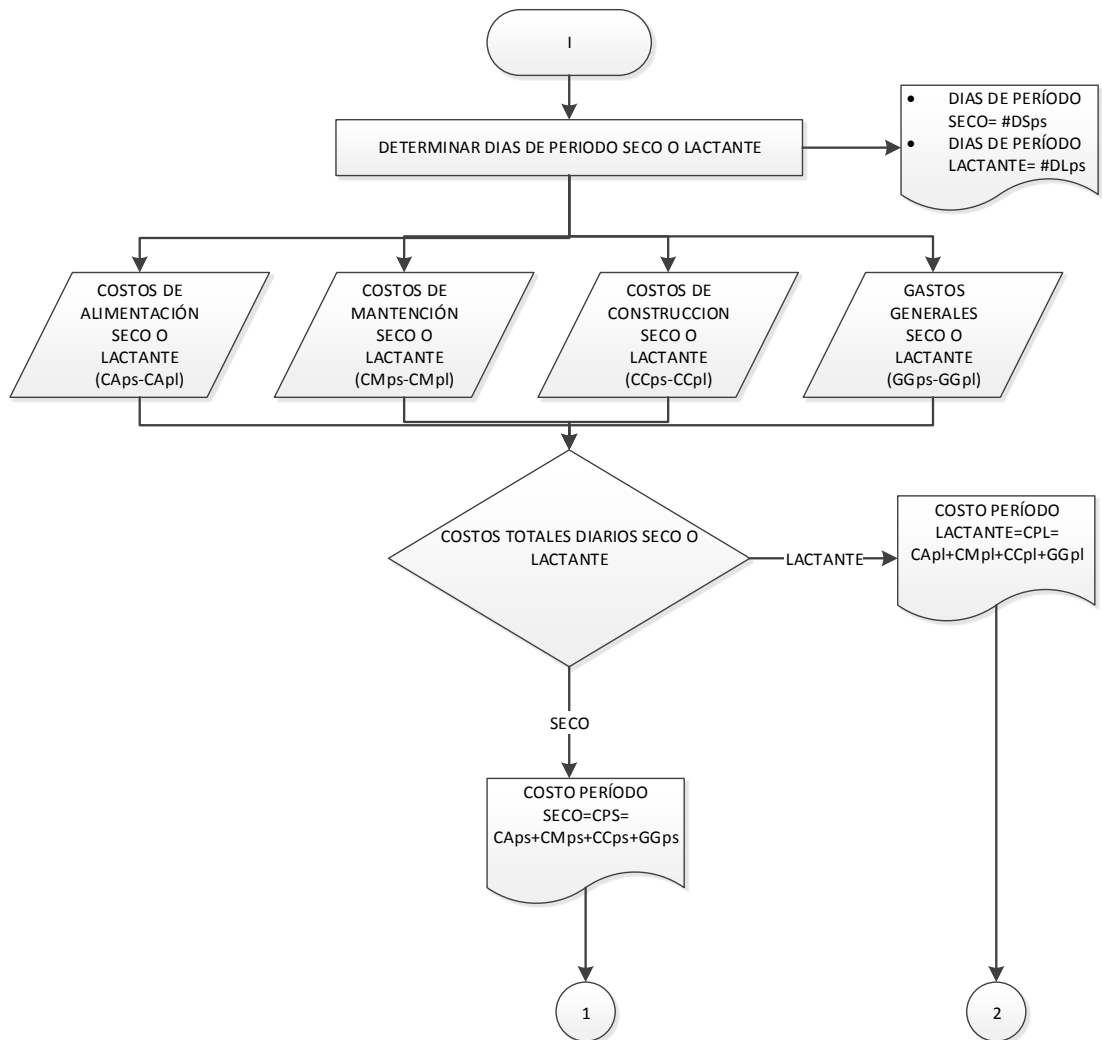 I
DETERMINAR DIAS DE PERIODO SECO O LACTANTE
• DIAS DE PERÍODO
SECO= #DSps
• DIAS DE PERÍODO
LACTANTE= #DLps
COSTOS DE
ALIMENTACIÓN
SECO O
LACTANTE
(CAps-CApl)
COSTOS DE
MANTENCIÓN
SECO O
LACTANTE
(CMps-CMpl)
COSTOS DE
CONSTRUCCION
SECO O
LACTANTE
(CCps-CCpl)
GASTOS
GENERALES
SECO O
LACTANTE
(GGps-GGpl)
COSTOS TOTALES DIARIOS SECO O
LACTANTE
LACTANTE
COSTO PERÍODO
LACTANTE=CPL=
CApl+CMpl+CCpl+GGpl
SECO
COSTO PERÍODO
SECO=CPS=
CAps+CMps+CCps+GGps
1
2